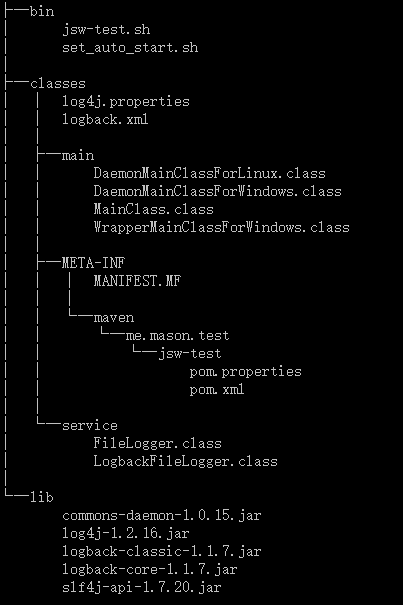 bin
jsw-test.sh
set_auto_start.sh
classes
log4j.properties
logback.xml
main
DaemonMainClassForLinux.class
DaemonMainClassForWindows.class
MainClass.class
WrapperMainClassForWindows.class
META-INF
MANIFEST.MF
maven
me.mason.test
jsw-test
pom.properties
pom.xml
service
FileLogger.class
LogbackFileLogger.class
lib
commons-daemon-1.0.15.jar
log4j-1.2.16.jar
logback-classic-1.1.7.jar
logback-core-1.1.7.jar
slf4j-api-1.7.20.jar